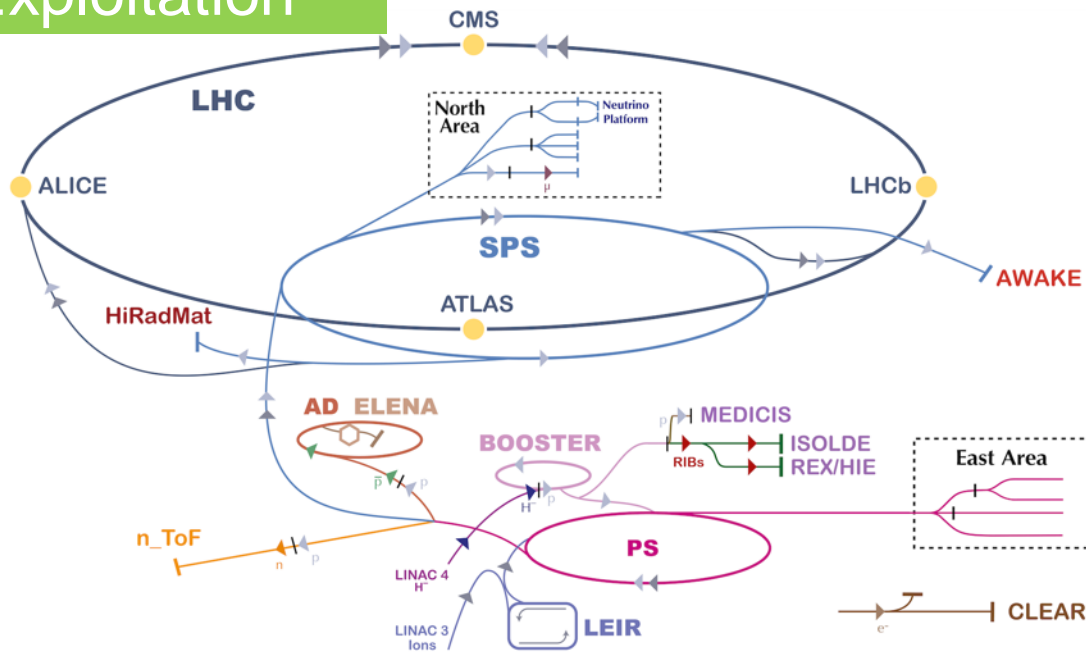 Exploitation
CMS
LHC
North
Area
Neutrino
Platform
μ
ALICE
LHCb
SPS
AWAKE
ATLAS
HiRadMat
AD ELENA
p̅
p
BOOSTER
H⁻
p
p
MEDICIS
RIBs
ISOLDE
REX/HIE
East Area
n_ToF
n
p
PS
LINAC 4
H⁻
LINAC 3
Ions
LEIR
e⁻
CLEAR